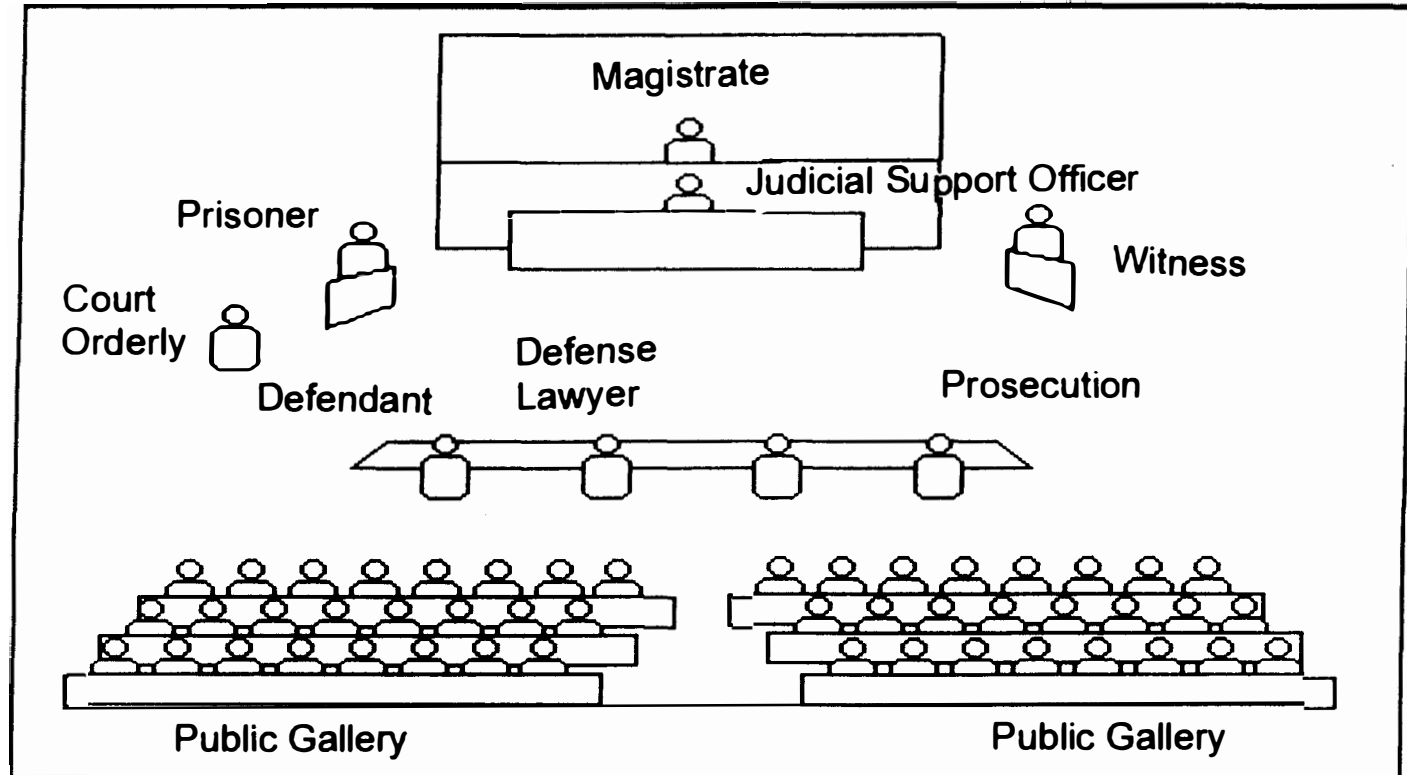 Magistrate
Judicial Support Officer
Prisoner
Witness
Court
Orderly
Defense
Lawyer
Defendant
Prosecution
Public Gallery
Public Gallery